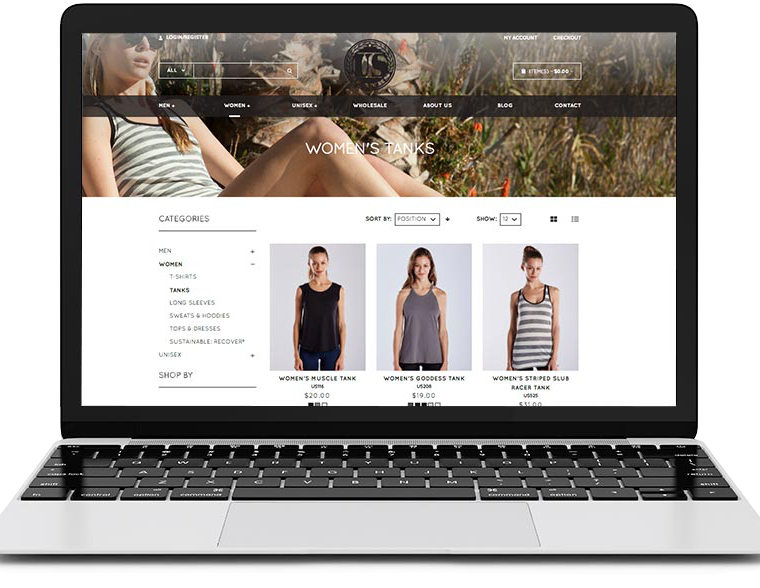 LOGIN/REGISTER
MY ACCOUNT CHECKOUT
ALL
US
ITEM(S) - $0.00
MEN + WOMEN + UNISEX + WHOLESALE ABOUT US BLOG CONTACT
WOMEN'S TANKS
CATEGORIES
SORT BY: POSITION SHOW: 12
MEN +
WOMEN −
T-SHIRTS
TANKS
LONG SLEEVES
SWEATS & HOODIES
TOPS & DRESSES
SUSTAINABLE: RECOVER®
UNISEX +
SHOP BY
WOMEN'S MUSCLE TANK
US116
$20.00
WOMEN'S GODDESS TANK
US208
$19.00
WOMEN'S STRIPED SLUB
RACER TANK
US525
$31.00
Q W E R T Y U I O P
A S D F G H J K L
shift Z X C V B N M shift
fn control option command command option